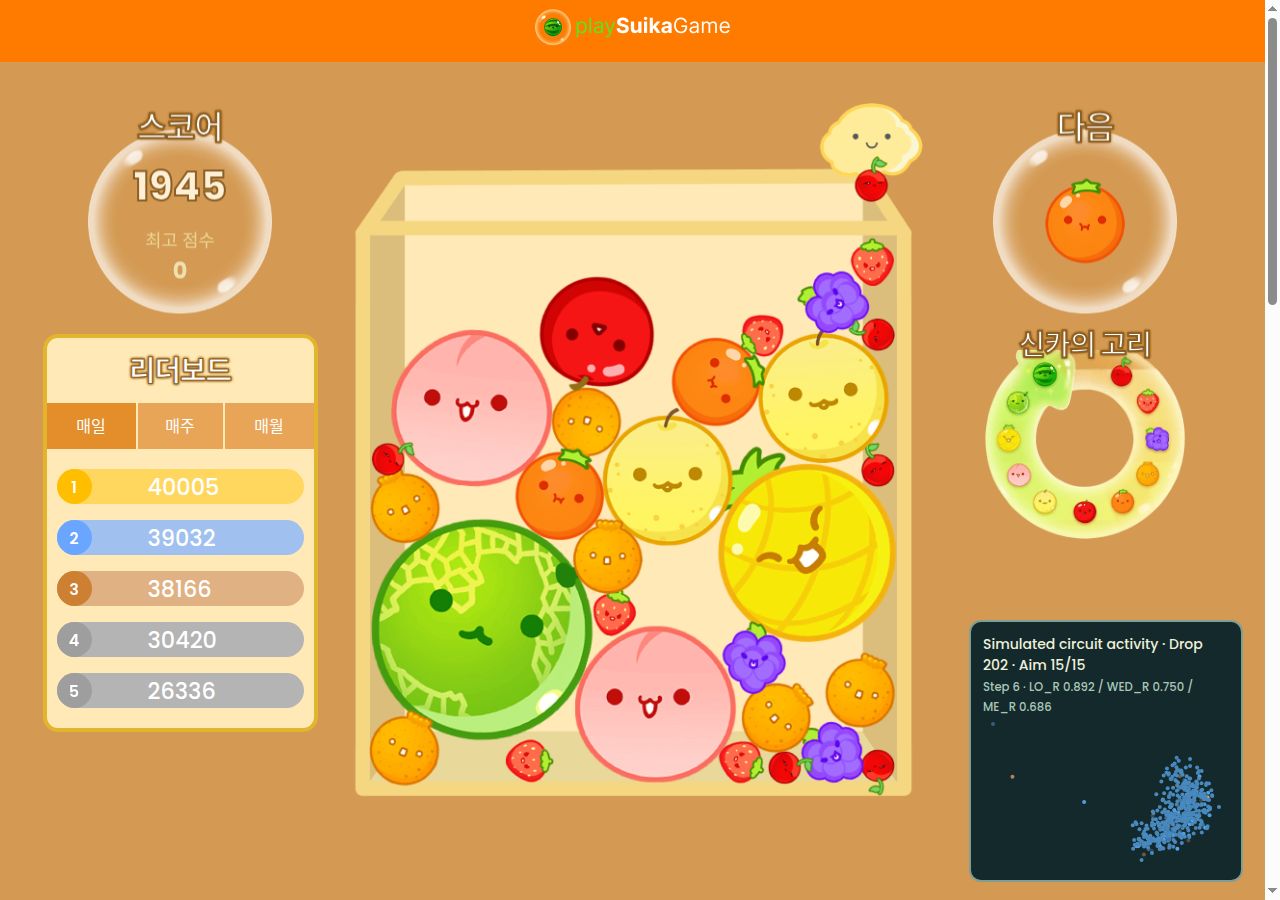 playSuikaGame
스코어
1945
최고 점수
0
다음
신카의 고리
리더보드
매일 매주 매월
1 40005
2 39032
3 38166
4 30420
5 26336
Simulated circuit activity · Drop
202 · Aim 15/15
Step 6 · LO_R 0.892 / WED_R 0.750 /
ME_R 0.686